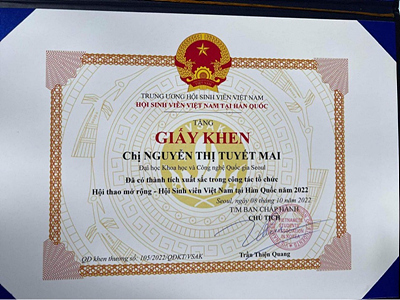 TRUNG ƯƠNG HỘI SINH VIÊN VIỆT NAM
HỘI SINH VIÊN VIỆT NAM TẠI HÀN QUỐC
TẶNG
GIẤY KHEN
Chị NGUYỄN THỊ TUYẾT MAI
Đại học Khoa học và Công nghệ Quốc gia Seoul
Đã có thành tích xuất sắc trong công tác tổ chức
Hội thao mở rộng - Hội Sinh viên Việt Nam tại Hàn Quốc năm 2022
Seoul, ngày 08 tháng 10 năm 2022
T/M BAN CHẤP HÀNH
CHỦ TỊCH
QĐ khen thưởng số: 105/2022/QĐKT/VSAK
Trần Thiện Quang